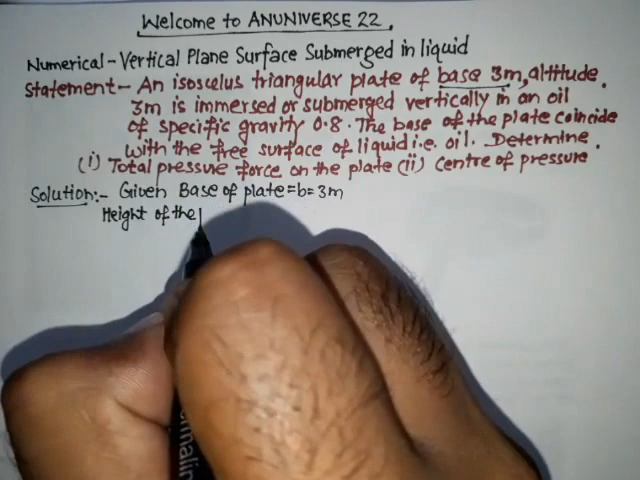 Welcome to ANUNIVERSE 22.
Numerical - Vertical Plane Surface Submerged in liquid
Statement - An isoscelus triangular plate of base 3m, altitude.
3m is immersed or submerged vertically in an oil
of specific gravity 0.8. The base of the plate coincide
with the free surface of liquid i.e. oil. Determine.
(i) Total pressure force on the plate (ii) Centre of pressure
Solution:- Given Base of plate = b = 3m
Height of the